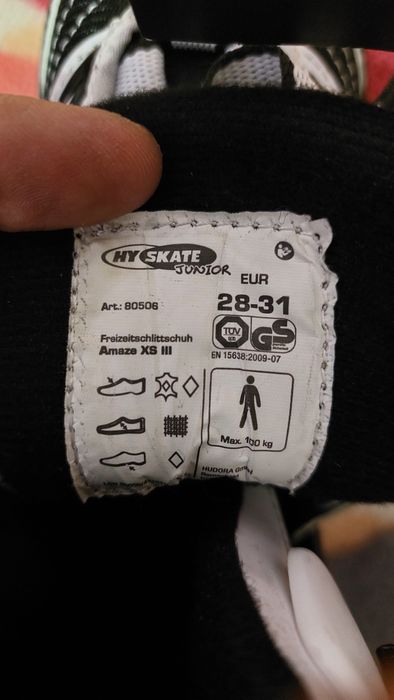 HY SKATE
JUNIOR
EUR
Art.: 80506
28-31
Freizeitschlittschuh
Amaze XS III
TÜV
GS
EN 15638:2009-07
Max. 100 kg
HUDORA